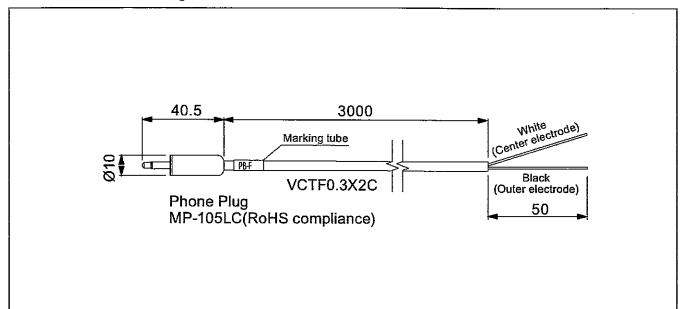 40.5
3000
Marking tube
White
(Center electrode)
Ø10
PB-F
VCTF0.3X2C
Black
(Outer electrode)
50
Phone Plug
MP-105LC(RoHS compliance)